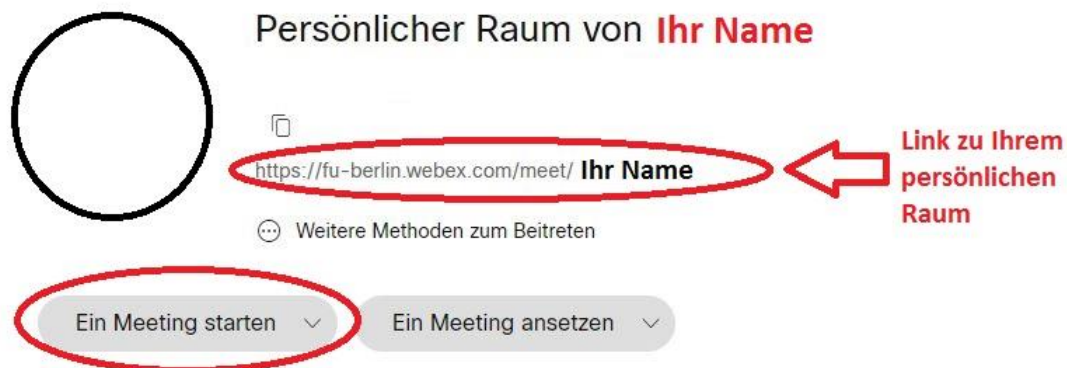 Persönlicher Raum von Ihr Name
https://fu-berlin.webex.com/meet/ Ihr Name
Link zu Ihrem
persönlichen
Raum
Weitere Methoden zum Beitreten
Ein Meeting starten
Ein Meeting ansetzen